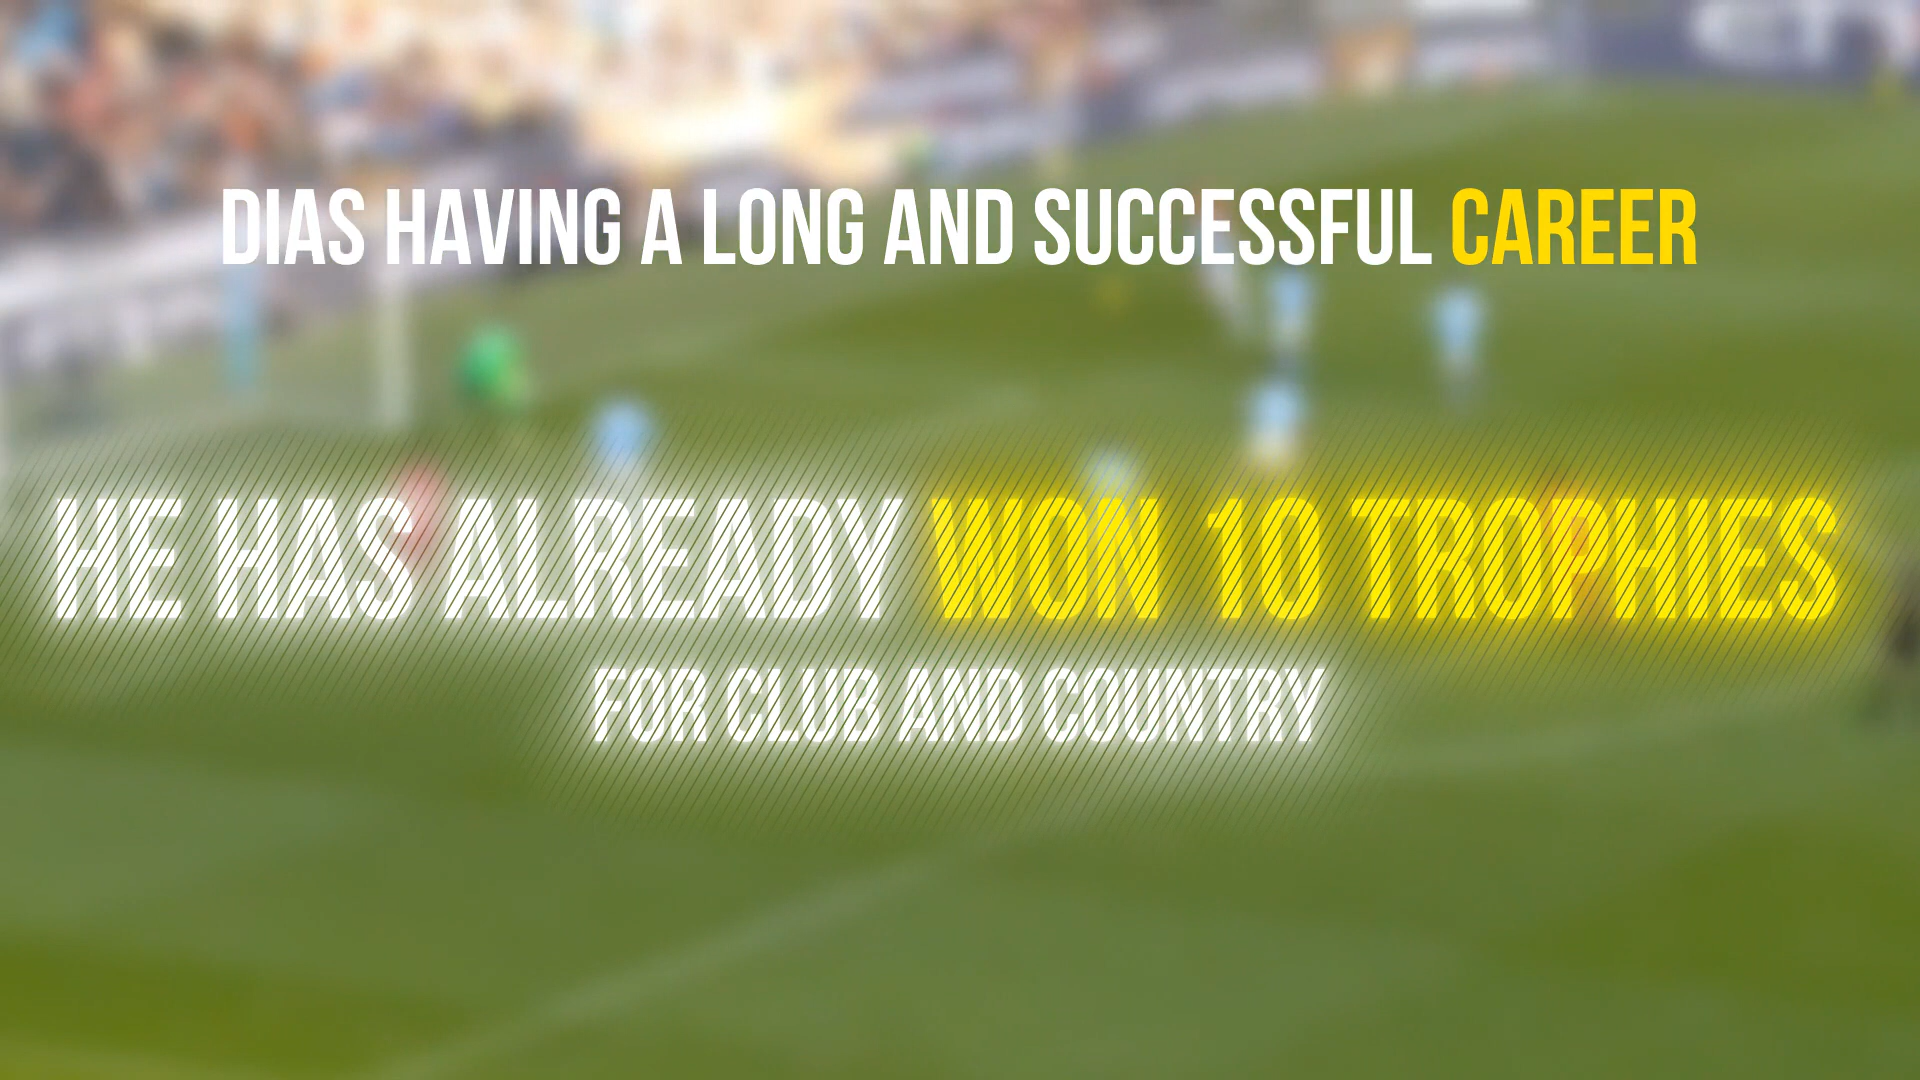 DIAS HAVING A LONG AND SUCCESSFUL CAREER
HE HAS ALREADY WON 10 TROPHIES
FOR CLUB AND COUNTRY